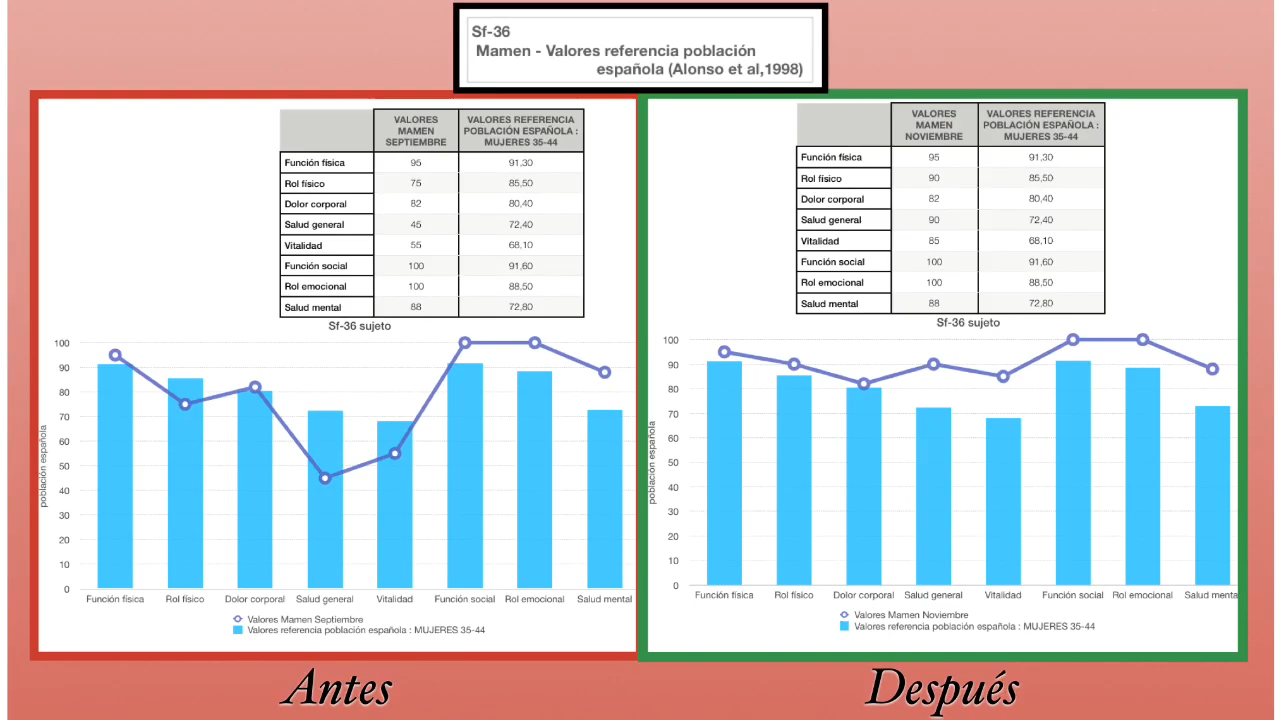 Sf-36
Mamen - Valores referencia población
española (Alonso et al,1998)
VALORES MAMEN SEPTIEMBRE VALORES REFERENCIA POBLACIÓN ESPAÑOLA : MUJERES 35-44
Función física 95 91,30
Rol físico 75 85,50
Dolor corporal 82 80,40
Salud general 45 72,40
Vitalidad 55 68,10
Función social 100 91,60
Rol emocional 100 88,50
Salud mental 88 72,80
Sf-36 sujeto
100
90
80
70
60
50
40
30
20
10
0
población española
Función física Rol físico Dolor corporal Salud general Vitalidad Función social Rol emocional Salud mental
Valores Mamen Septiembre
Valores referencia población española : MUJERES 35-44
Antes
VALORES MAMEN NOVIEMBRE VALORES REFERENCIA POBLACIÓN ESPAÑOLA : MUJERES 35-44
Función física 95 91,30
Rol físico 90 85,50
Dolor corporal 82 80,40
Salud general 90 72,40
Vitalidad 85 68,10
Función social 100 91,60
Rol emocional 100 88,50
Salud mental 88 72,80
Sf-36 sujeto
100
90
80
70
60
50
40
30
20
10
0
población española
Función física Rol físico Dolor corporal Salud general Vitalidad Función social Rol emocional Salud menta
Valores Mamen Noviembre
Valores referencia población española : MUJERES 35-44
Después